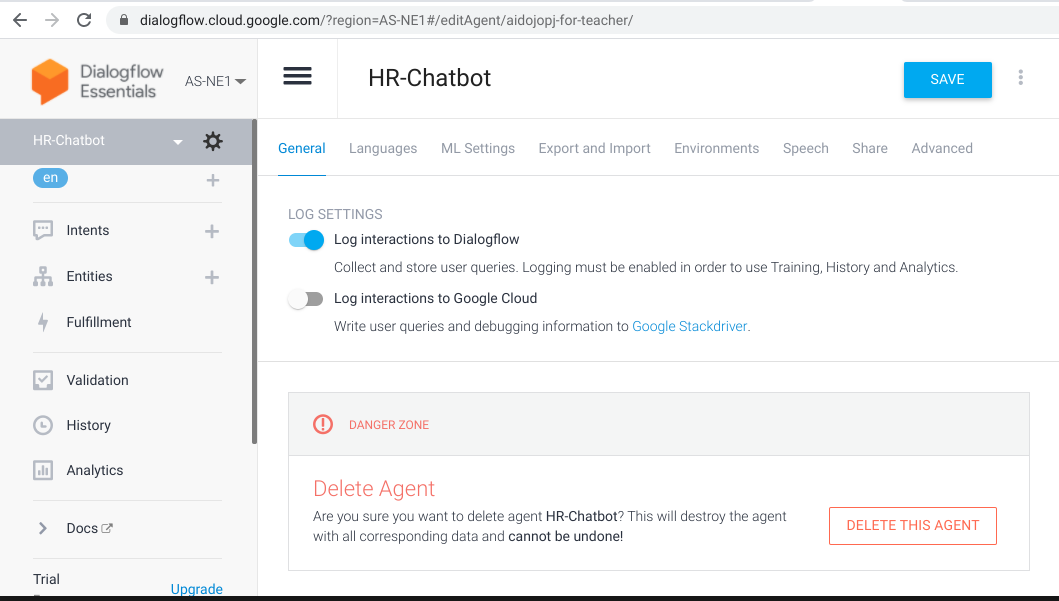 dialogflow.cloud.google.com/?region=AS-NE1#/editAgent/aidojopj-for-teacher/
Dialogflow
Essentials
AS-NE1
HR-Chatbot
SAVE
HR-Chatbot
en
General Languages ML Settings Export and Import Environments Speech Share Advanced
Intents
Entities
Fulfillment
Validation
History
Analytics
Docs
Trial
Upgrade
LOG SETTINGS
Log interactions to Dialogflow
Collect and store user queries. Logging must be enabled in order to use Training, History and Analytics.
Log interactions to Google Cloud
Write user queries and debugging information to Google Stackdriver.
DANGER ZONE
Delete Agent
Are you sure you want to delete agent HR-Chatbot? This will destroy the agent
with all corresponding data and cannot be undone!
DELETE THIS AGENT